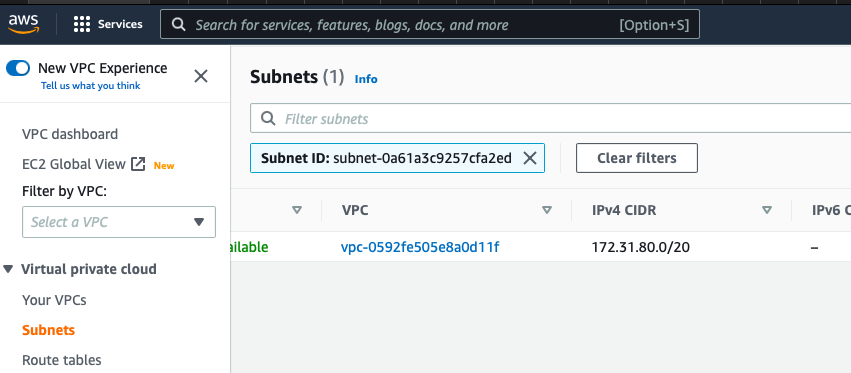 aws
Services
Search for services, features, blogs, docs, and more
[Option+S]
New VPC Experience
Tell us what you think
VPC dashboard
EC2 Global View New
Filter by VPC:
Select a VPC
Virtual private cloud
Your VPCs
Subnets
Route tables
Subnets (1) Info
Filter subnets
Subnet ID: subnet-0a61a3c9257cfa2ed
Clear filters
VPC IPv4 CIDR IPv6 C
ailable vpc-0592fe505e8a0d11f 172.31.80.0/20 –